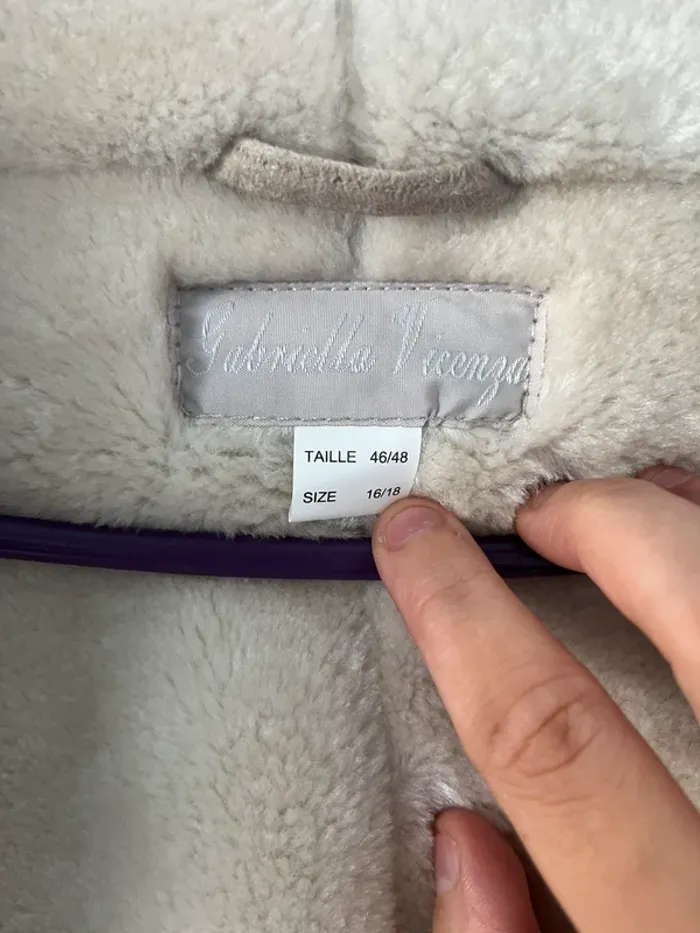 Gabriella Vicenza
TAILLE 46/48
SIZE 16/18